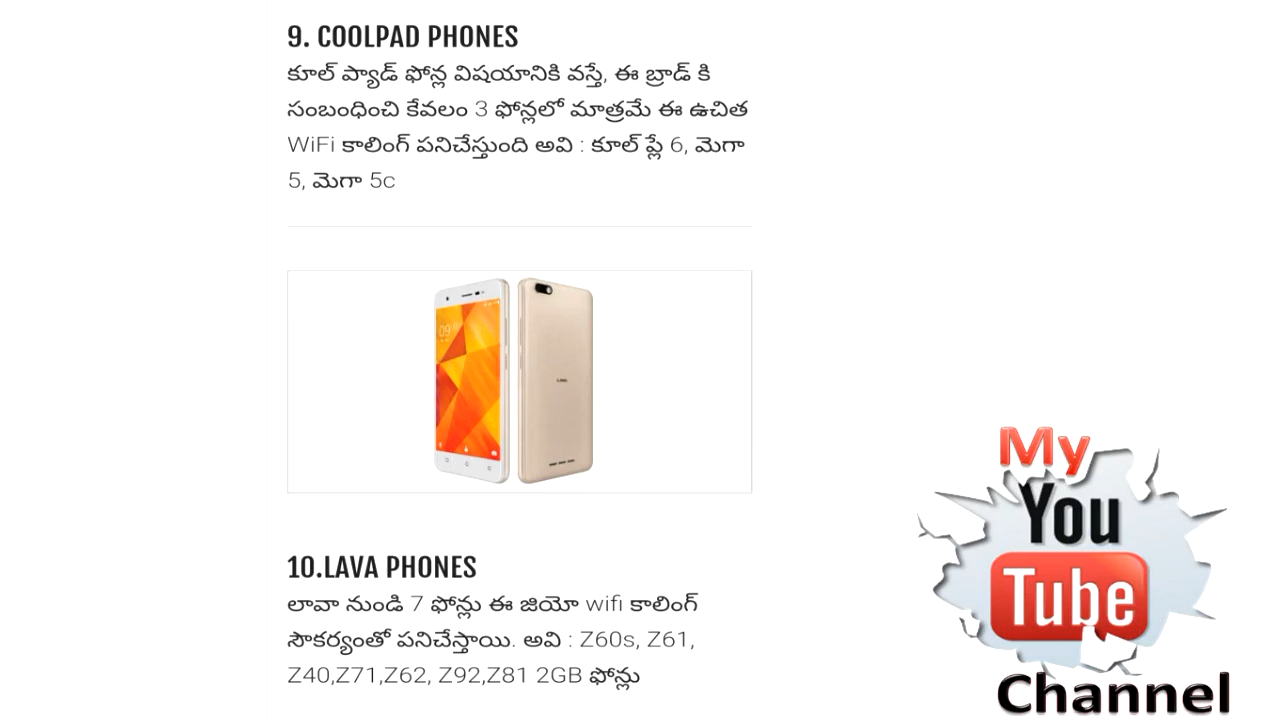 9. COOLPAD PHONES
కూల్ ప్యాడ్ ఫోన్ల విషయానికి వస్తే, ఈ బ్రాడ్ కి
సంబంధించి కేవలం 3 ఫోన్లలో మాత్రమే ఈ ఉచిత
WiFi కాలింగ్ పనిచేస్తుంది అవి : కూల్ ప్లే 6, మెగా
5, మెగా 5c
10.LAVA PHONES
లావా నుండి 7 ఫోన్లు ఈ జియో wifi కాలింగ్
సౌకర్యంతో పనిచేస్తాయి. అవి : Z60s, Z61,
Z40,Z71,Z62, Z92,Z81 2GB ఫోన్లు
My
You
Tube
Channel